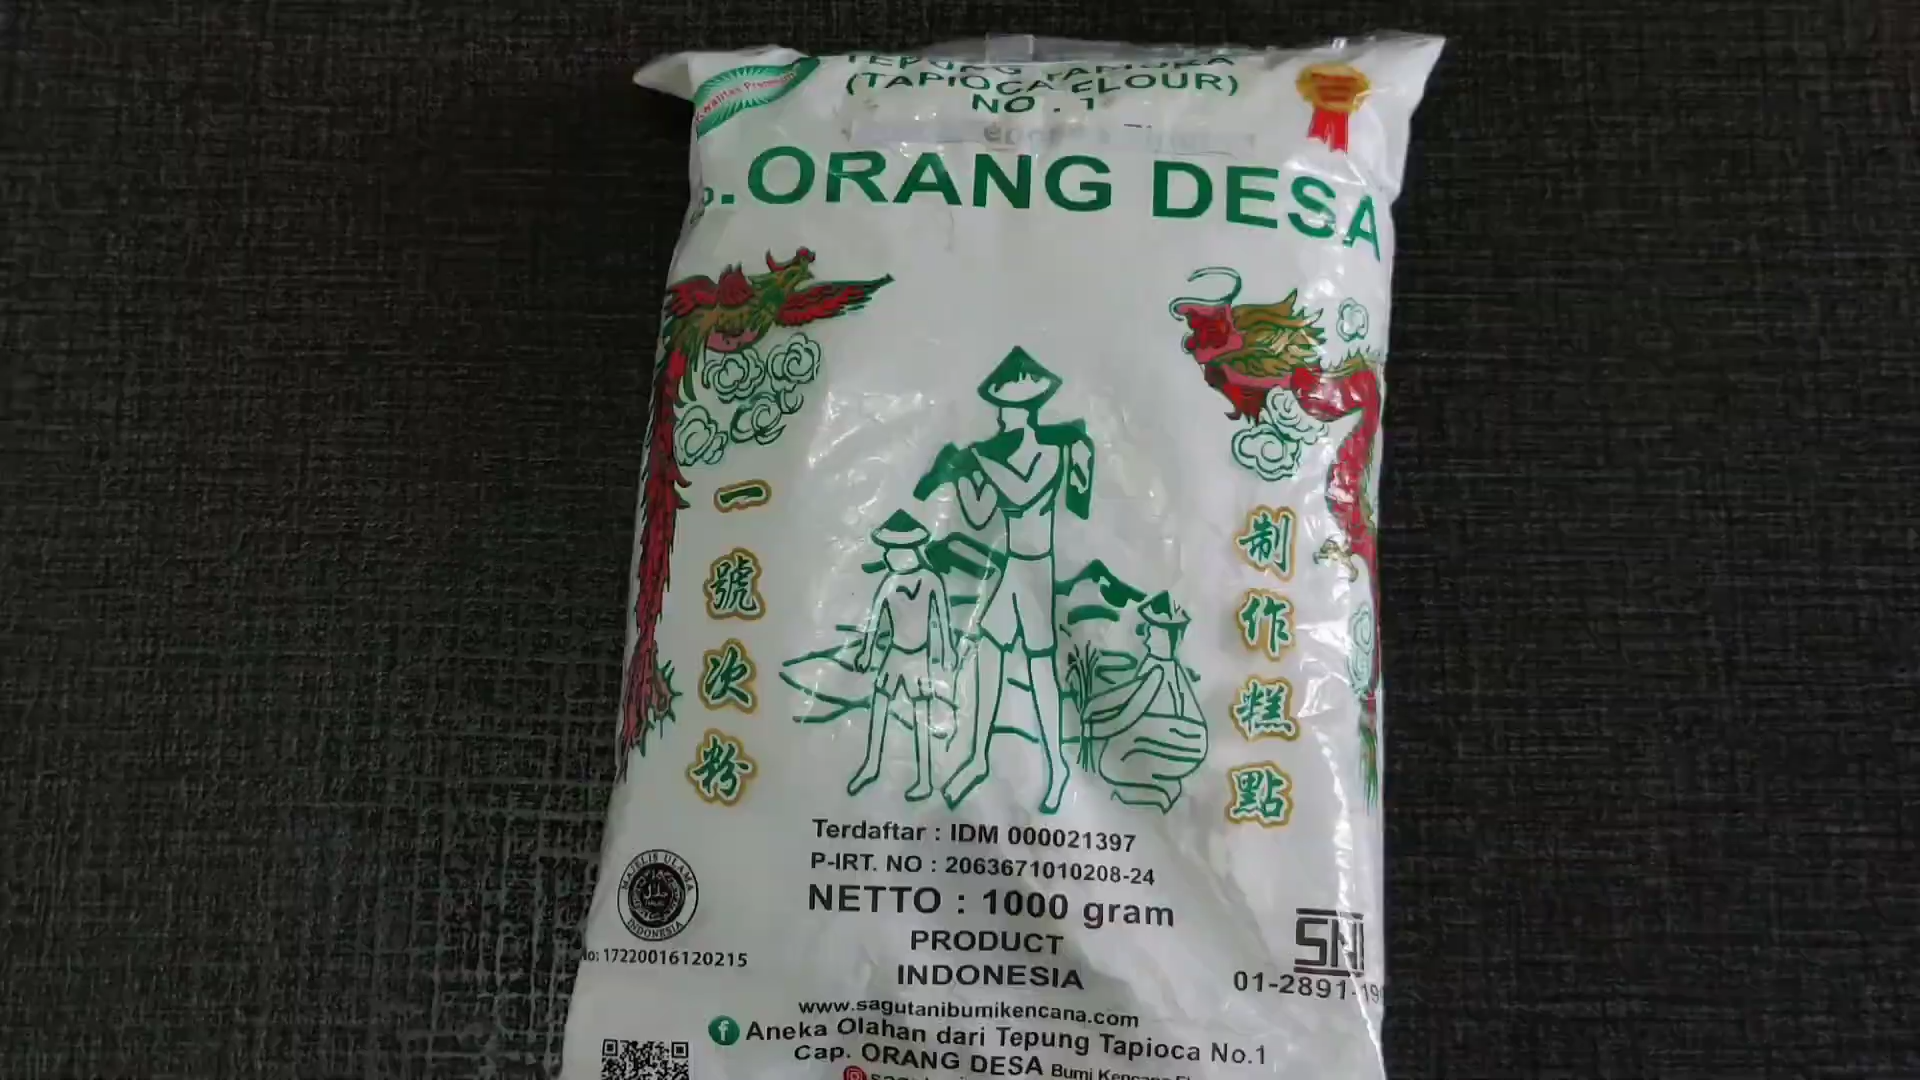 Kualitas Premium
TEPUNG TAPIOKA
(TAPIOCA FLOUR)
NO . 1
.ORANG DESA
一號次粉
制作糕點
Terdaftar : IDM 000021397
P-IRT. NO : 2063671010208-24
NETTO : 1000 gram
PRODUCT
INDONESIA
MAJELIS ULAMA
حلال
HALAL
INDONESIA
No: 17220016120215
SNI
01-2891-19
www.sagutanibumikencana.com
Aneka Olahan dari Tepung Tapioca No.1
Cap. ORANG DESA Bumi Kencana